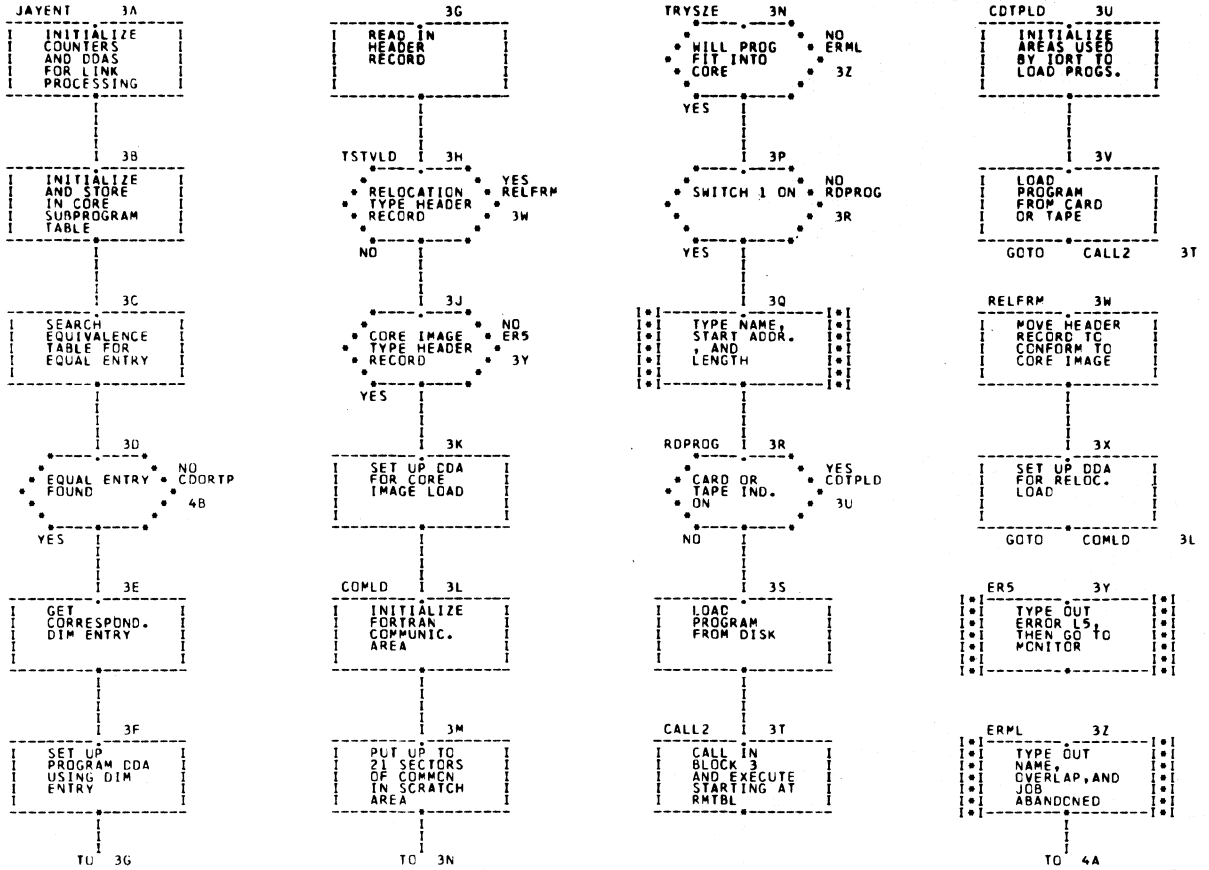 JAYENT 3A
INITIALIZE
COUNTERS
AND DDAS
FOR LINK
PROCESSING
3B
INITIALIZE
AND STORE
IN CORE
SUBPROGRAM
TABLE
3C
SEARCH
EQUIVALENCE
TABLE FOR
EQUAL ENTRY
3D
EQUAL ENTRY
FOUND
NO
CDORTP
4B
YES
3E
GET
CORRESPOND.
DIM ENTRY
3F
SET UP
PROGRAM DDA
USING DIM
ENTRY
TO 3G
3G
READ IN
HEADER
RECORD
TSTVLD 3H
RELOCATION
TYPE HEADER
RECORD
YES
RELFRM
3W
NO
3J
CORE IMAGE
TYPE HEADER
RECORD
NO
ER5
3Y
YES
3K
SET UP DDA
FOR CORE
IMAGE LOAD
COMLD 3L
INITIALIZE
FORTRAN
COMMUNIC.
AREA
3M
PUT UP TO
21 SECTORS
OF COMMON
IN SCRATCH
AREA
TO 3N
TRYSZE 3N
WILL PROG
FIT INTO
CORE
NO
ERML
3Z
YES
3P
SWITCH 1 ON
NO
RDPROG
3R
YES
3Q
TYPE NAME,
START ADDR.
, AND
LENGTH
RDPROG 3R
CARD OR
TAPE IND.
ON
YES
CDTPLD
3U
NO
3S
LOAD
PROGRAM
FROM DISK
CALL2 3T
CALL IN
BLOCK 3
AND EXECUTE
STARTING AT
RMTBL
CDTPLD 3U
INITIALIZE
AREAS USED
BY IORT TO
LOAD PROGS.
3V
LOAD
PROGRAM
FROM CARD
OR TAPE
GOTO CALL2 3T
RELFRM 3W
MOVE HEADER
RECORD TO
CONFORM TO
CORE IMAGE
3X
SET UP DDA
FOR RELOC.
LOAD
GOTO COMLD 3L
ER5 3Y
TYPE OUT
ERROR L5,
THEN GO TO
MONITOR
ERML 3Z
TYPE OUT
NAME,
OVERLAP,AND
JOB
ABANDONED
TO 4A